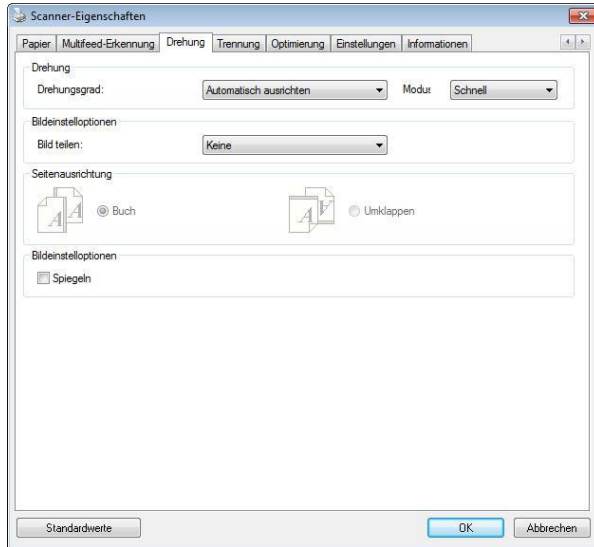 Scanner-Eigenschaften
Papier Multifeed-Erkennung Drehung Trennung Optimierung Einstellungen Informationen
Drehung
Drehungsgrad: Automatisch ausrichten Modus Schnell
Bildeinstelloptionen
Bild teilen: Keine
Seitenausrichtung
A A Buch A A Umklappen
Bildeinstelloptionen
Spiegeln
Standardwerte OK Abbrechen